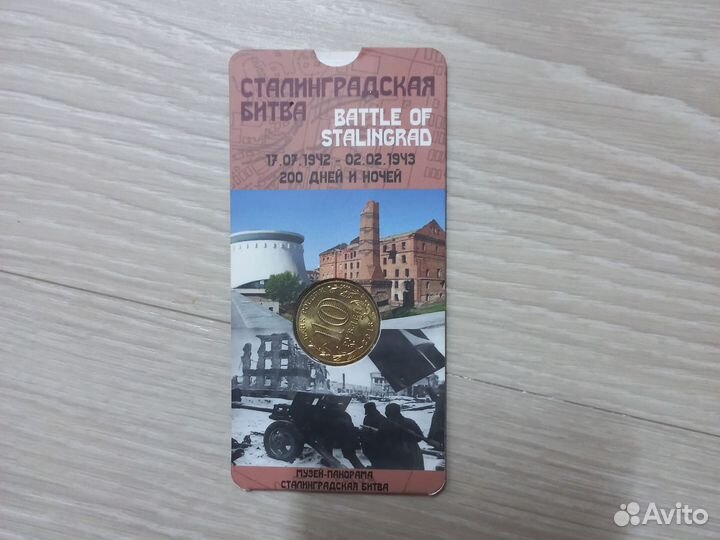 СТАЛИНГРАДСКАЯ
БИТВА
BATTLE OF
STALINGRAD
17.07.1942 - 02.02.1943
200 ДНЕЙ И НОЧЕЙ
10
МУЗЕЙ-ПАНОРАМА
СТАЛИНГРАДСКАЯ БИТВА
Avito